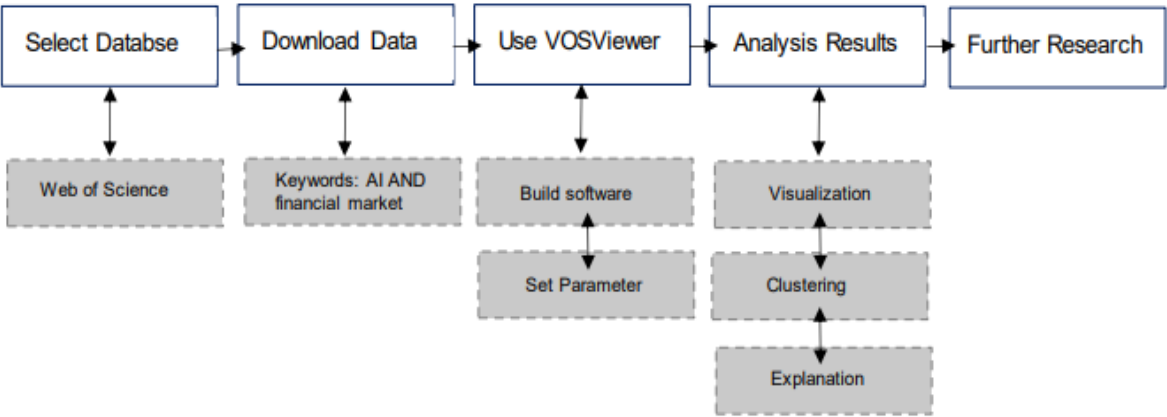 Select Databse
Download Data
Use VOSViewer
Analysis Results
Further Research
Web of Science
Keywords: AI AND
financial market
Build software
Visualization
Set Parameter
Clustering
Explanation